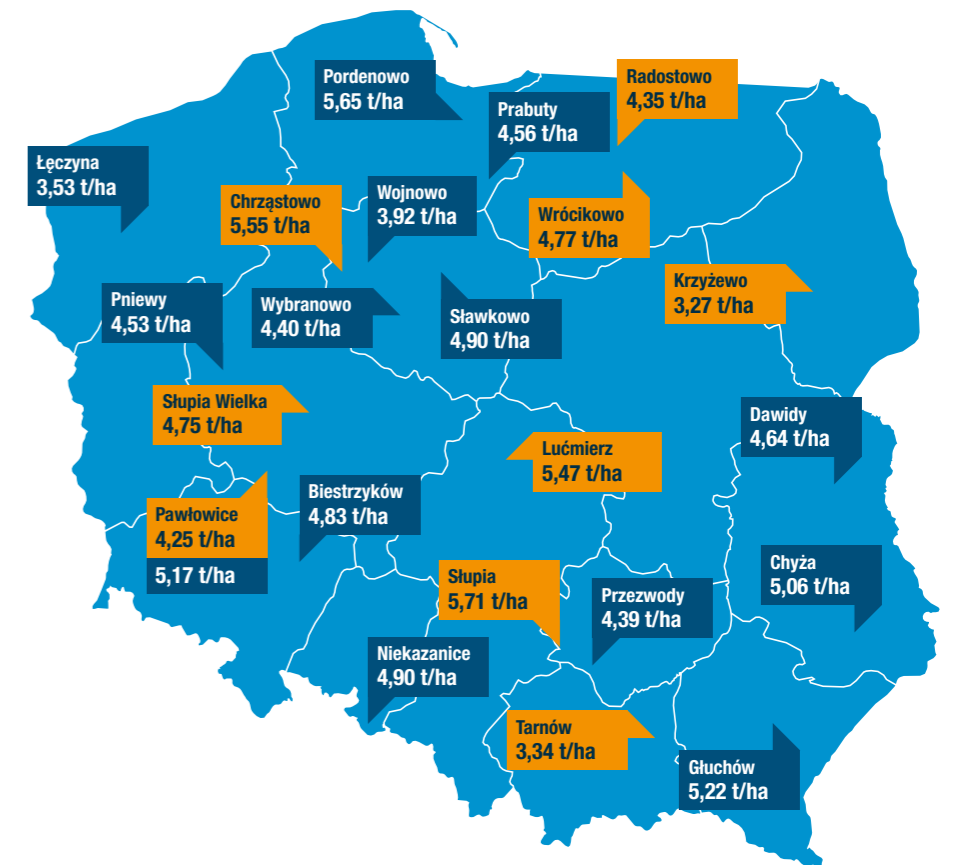 Pordenowo
5,65 t/ha
Radostowo
4,35 t/ha
Prabuty
4,56 t/ha
Łęczyna
3,53 t/ha
Chrząstowo
5,55 t/ha
Wojnowo
3,92 t/ha
Wrócikowo
4,77 t/ha
Krzyżewo
3,27 t/ha
Pniewy
4,53 t/ha
Wybranowo
4,40 t/ha
Sławkowo
4,90 t/ha
Słupia Wielka
4,75 t/ha
Dawidy
4,64 t/ha
Lućmierz
5,47 t/ha
Biestrzyków
4,83 t/ha
Pawłowice
4,25 t/ha
5,17 t/ha
Chyża
5,06 t/ha
Słupia
5,71 t/ha
Przezwody
4,39 t/ha
Niekazanice
4,90 t/ha
Tarnów
3,34 t/ha
Głuchów
5,22 t/ha